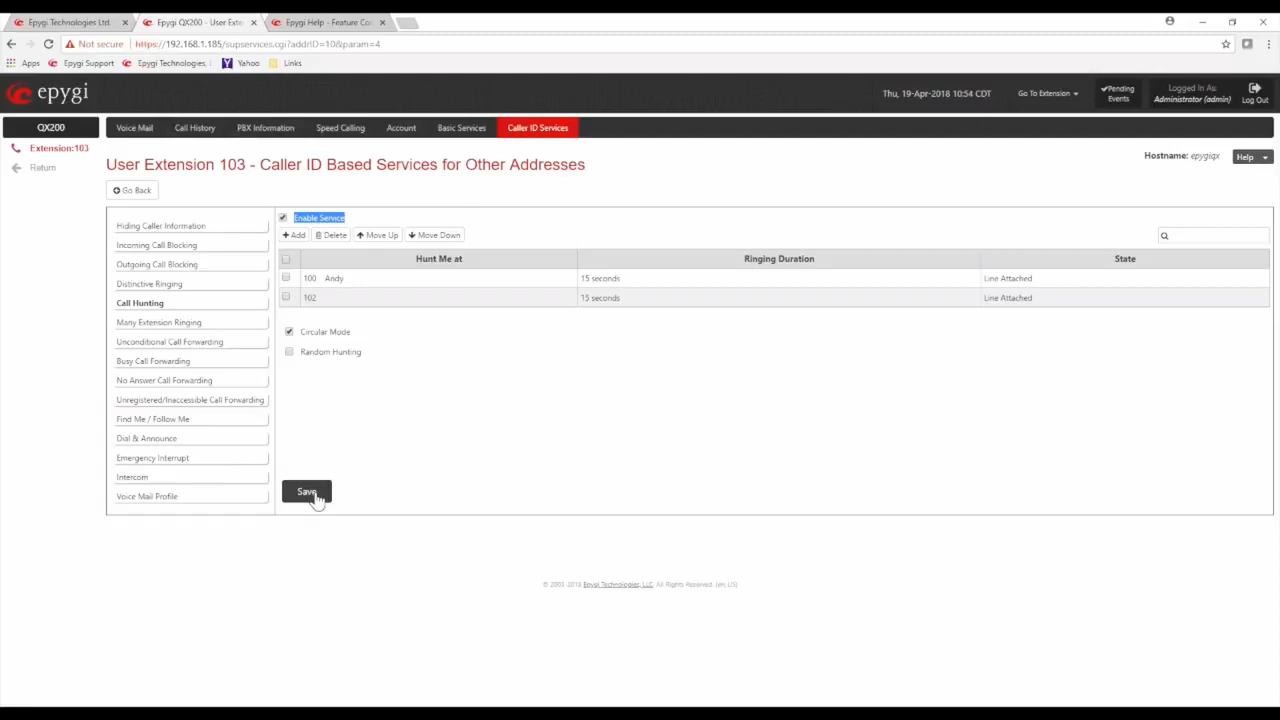 Epygi Technologies Ltd. × Epygi QX200 - User Exte × Epygi Help - Feature Co ×
Not secure https://192.168.1.185/supservices.cgi?addrID=10&param=4
Apps Epygi Support Epygi Technologies, Yahoo Links
epygi
Thu, 19-Apr-2018 10:54 CDT
Go To Extension
Pending Events
Logged In As: Administrator (admin)
Log Out
QX200
Voice Mail Call History PBX Information Speed Calling Account Basic Services Caller ID Services
Extension:103
Return
User Extension 103 - Caller ID Based Services for Other Addresses
Hostname: epygiqx
Help
Go Back
Hiding Caller Information
Incoming Call Blocking
Outgoing Call Blocking
Distinctive Ringing
Call Hunting
Many Extension Ringing
Unconditional Call Forwarding
Busy Call Forwarding
No Answer Call Forwarding
Unregistered/Inaccessible Call Forwarding
Find Me / Follow Me
Dial & Announce
Emergency Interrupt
Intercom
Voice Mail Profile
Enable Service
Add Delete Move Up Move Down
Hunt Me at Ringing Duration State
100 Andy 15 seconds Line Attached
102 15 seconds Line Attached
Circular Mode
Random Hunting
Save
Epygi Technologies, LLC. All Rights Reserved. (en_US)